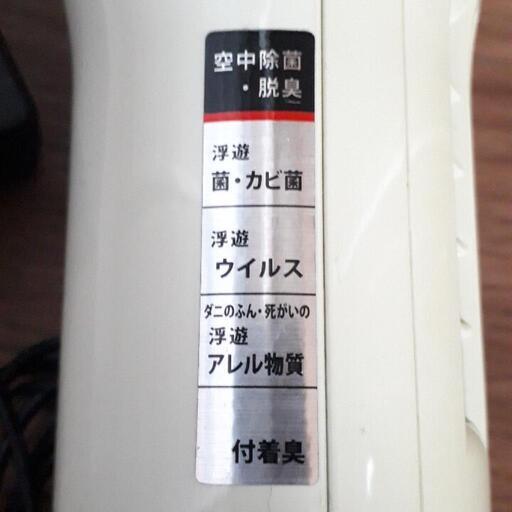 空中除菌
・脱臭
浮遊
菌・カビ菌
浮遊
ウイルス
ダニのふん・死がいの
浮遊
アレル物質
付着臭